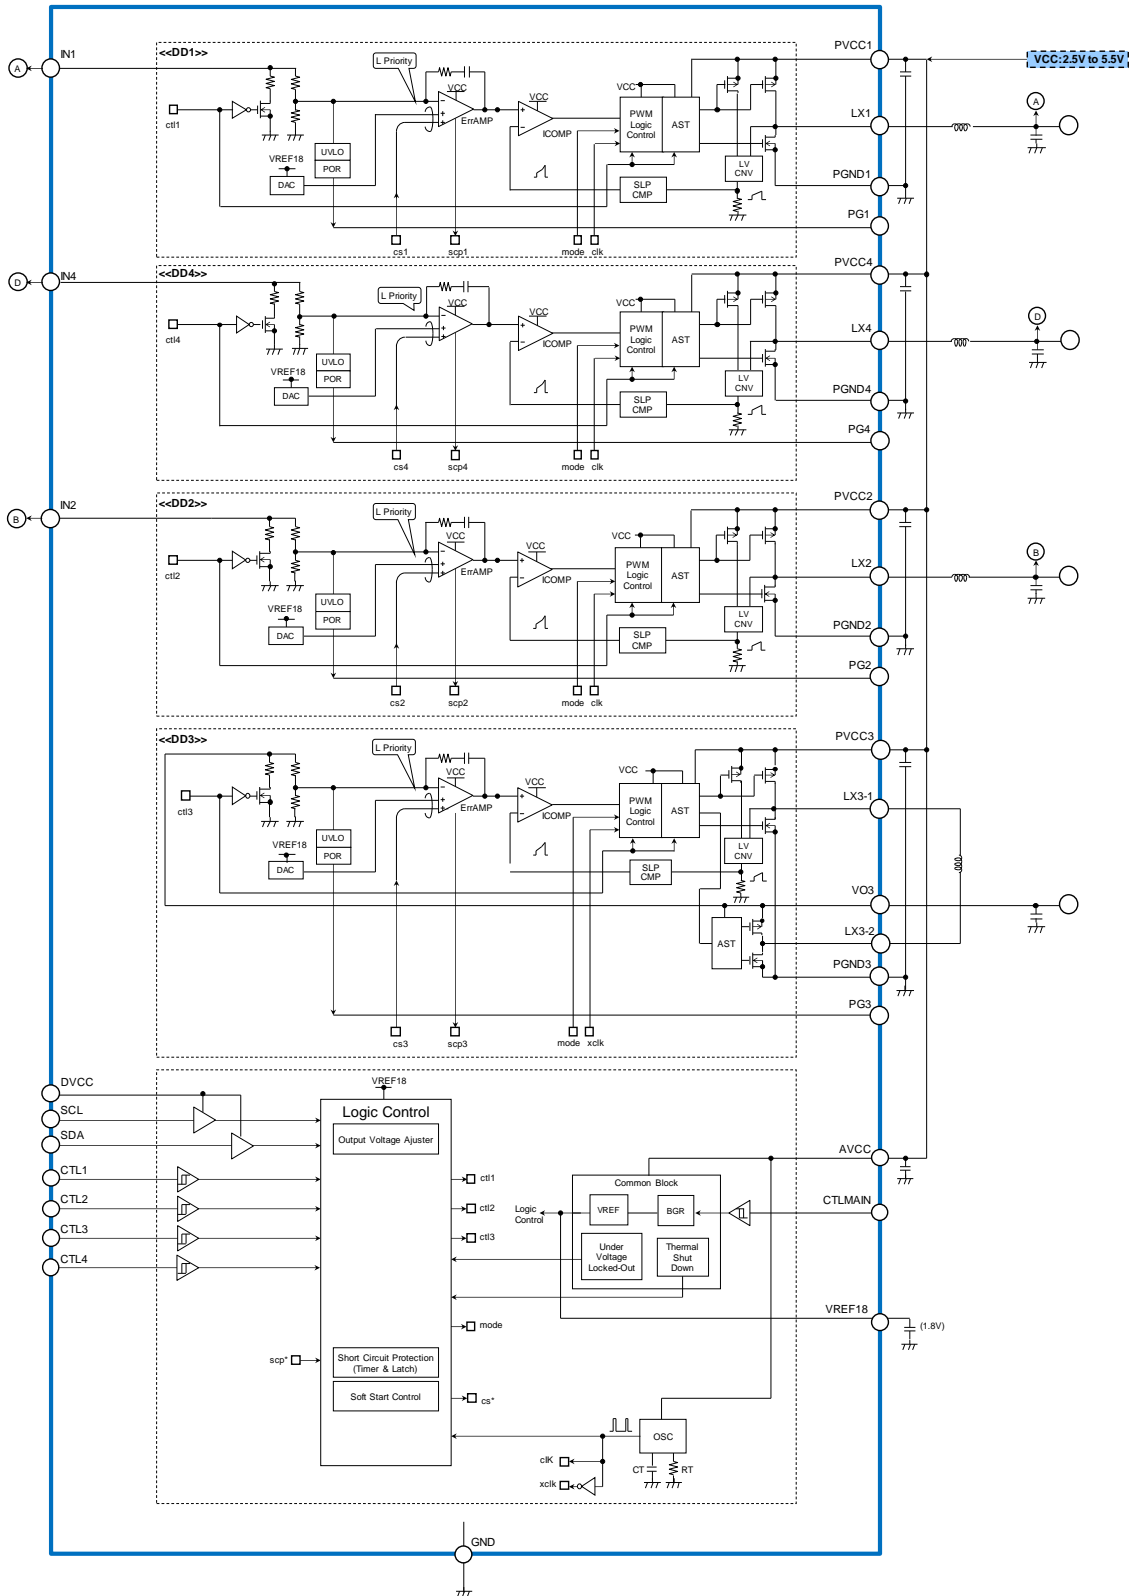 IN1
A
<<DD1>>
L Priority
VCC
ErrAMP
VCC
ICOMP
VCC
PWM
Logic
Control
AST
ctl1
UVLO
POR
VREF18
DAC
SLP
CMP
LV
CNV
cs1
scp1
mode
clk
PVCC1
VCC:2.5V to 5.5V
LX1
A
PGND1
PG1
IN4
D
<<DD4>>
L Priority
VCC
ErrAMP
VCC
ICOMP
VCC
PWM
Logic
Control
AST
ctl4
UVLO
POR
VREF18
DAC
SLP
CMP
LV
CNV
cs4
scp4
mode
clk
PVCC4
LX4
D
PGND4
PG4
IN2
B
<<DD2>>
L Priority
VCC
ErrAMP
VCC
ICOMP
VCC
PWM
Logic
Control
AST
ctl2
UVLO
POR
VREF18
DAC
SLP
CMP
LV
CNV
cs2
scp2
mode
clk
PVCC2
LX2
B
PGND2
PG2
<<DD3>>
L Priority
VCC
ErrAMP
VCC
ICOMP
VCC
PWM
Logic
Control
AST
ctl3
UVLO
POR
VREF18
DAC
SLP
CMP
LV
CNV
AST
cs3
scp3
mode
xclk
PVCC3
LX3-1
VO3
LX3-2
PGND3
PG3
DVCC
SCL
SDA
CTL1
CTL2
CTL3
CTL4
VREF18
Logic Control
Output Voltage Ajuster
ctl1
ctl2
ctl3
mode
scp*
Short Circuit Protection
(Timer & Latch)
Soft Start Control
cs*
Common Block
Logic
Control
VREF
BGR
Under
Voltage
Locked-Out
Thermal
Shut
Down
OSC
CT
RT
clK
xclk
AVCC
CTLMAIN
VREF18
(1.8V)
GND